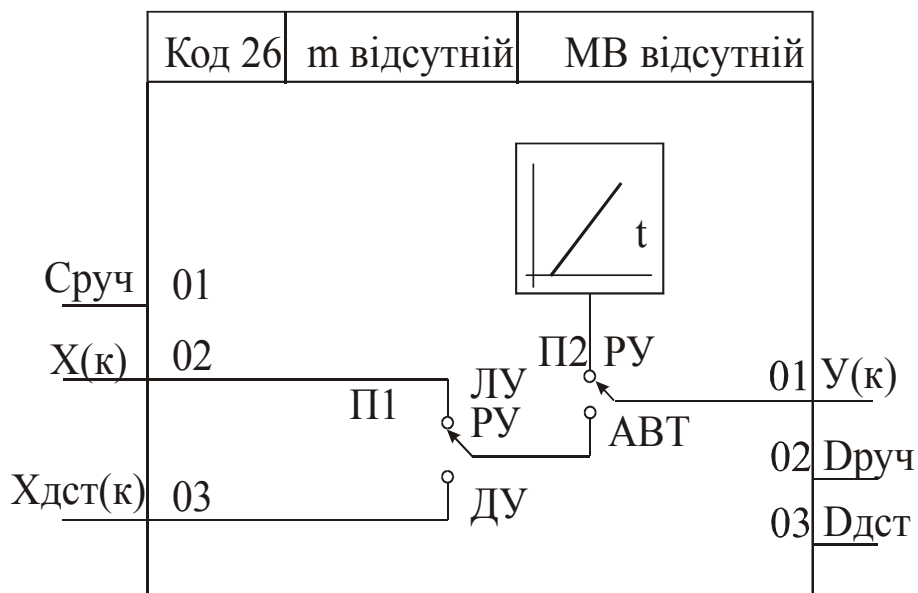 Код 26 m відсутній МВ відсутній
t
Сруч 01
Х(к) 02
П2 РУ
01 У(к)
П1
ЛУ
РУ
АВТ
02 Dруч
Хдст(к) 03
ДУ
03 Dдст